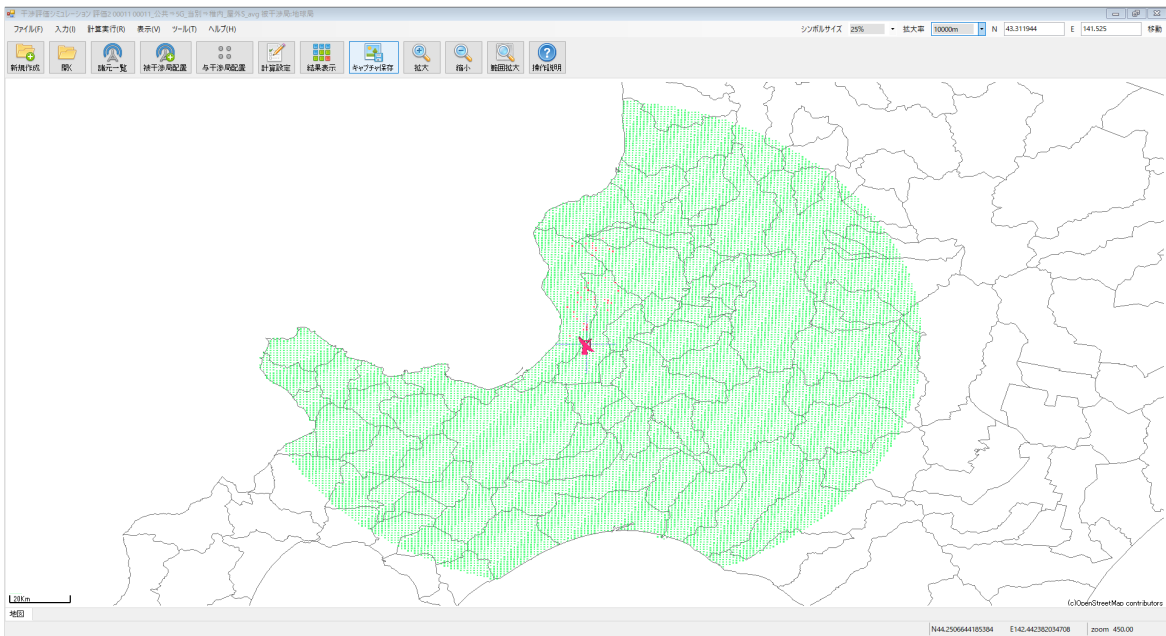 干渉評価シミュレーション 評価2 00011 00011_公共⇒5G_当別⇒構内_屋外S_avg 被干渉局:地球局
ファイル(F) 入力(I) 計算実行(R) 表示(V) ツール(T) ヘルプ(H) シンボルサイズ 25% 拡大率 10000m N 43.311944 E 141.525 移動
新規作成 開く 諸元一覧 被干渉局配置 与干渉局配置 計算設定 結果表示 キャプチャ保存 拡大 縮小 範囲拡大 操作説明
20Km
(c)OpenStreetMap contributors
地図
N44.2506644185384 E142.442382034708 zoom 450.00